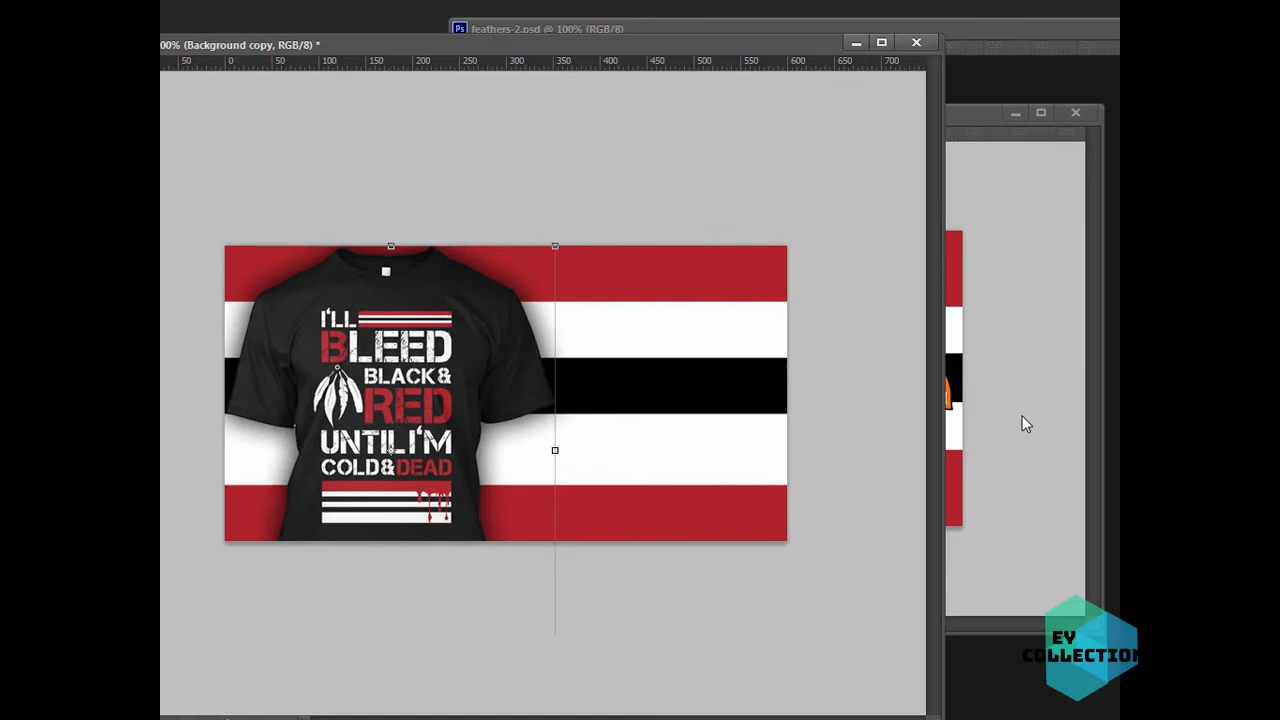 feathers-2.psd @ 100% (RGB/8)
00% (Background copy, RGB/8) *
50 0 50 100 150 200 250 300 350 400 450 500 550 600 650 700
I'LL
BLEED
BLACK&
RED
UNTIL I'M
COLD&DEAD
EY
COLLECTION